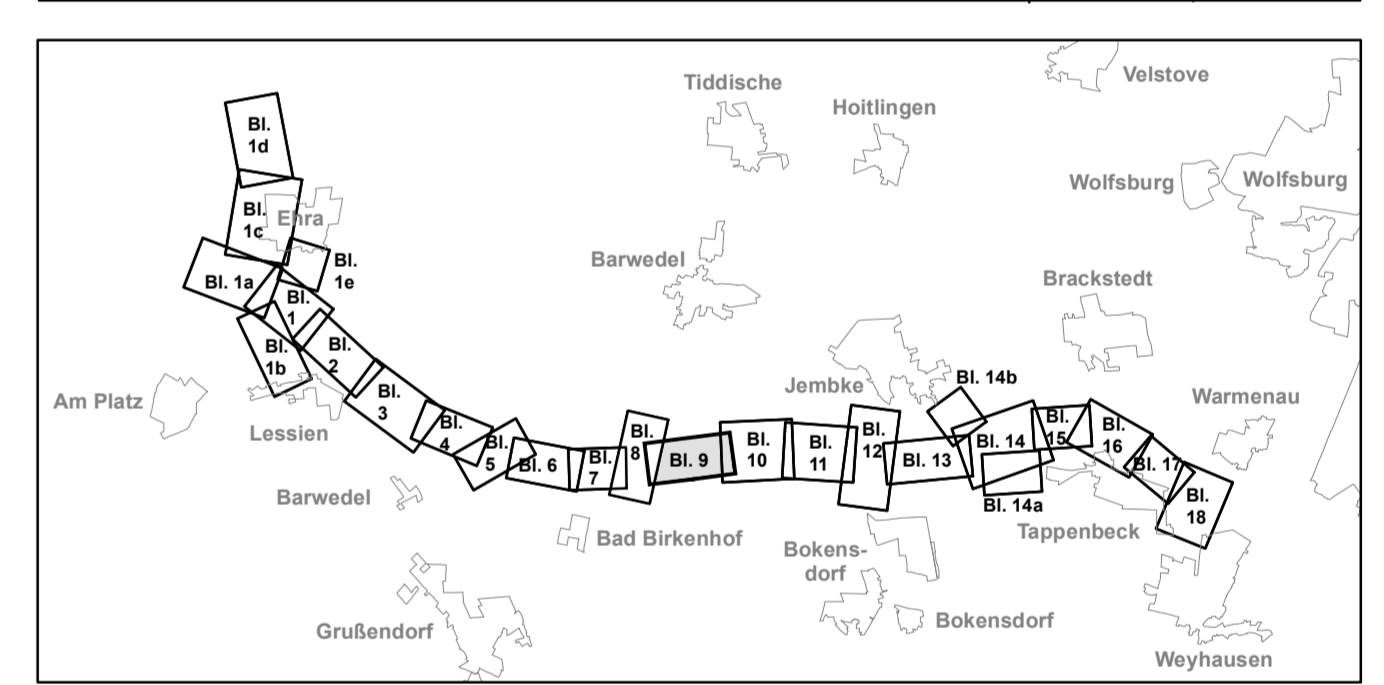 Velstove
Tiddische
Hoitlingen
Bl.
1d
Wolfsburg
Wolfsburg
Bl.
1c
Ehra
Barwedel
Bl.
1e
Bl. 1a
Brackstedt
Bl.
1
Bl.
1b
Bl.
2
Jembke
Bl. 14b
Am Platz
Bl.
3
Warmenau
Lessien
Bl.
4
Bl.
5
Bl. 6
Bl.
7
Bl.
8
Bl. 9
Bl.
10
Bl.
11
Bl.
12
Bl. 13
Bl. 14
Bl.
15
Bl.
16
Bl. 17
Bl.
18
Barwedel
Bl. 14a
Tappenbeck
Bad Birkenhof
Bokens-
dorf
Grußendorf
Bokensdorf
Weyhausen